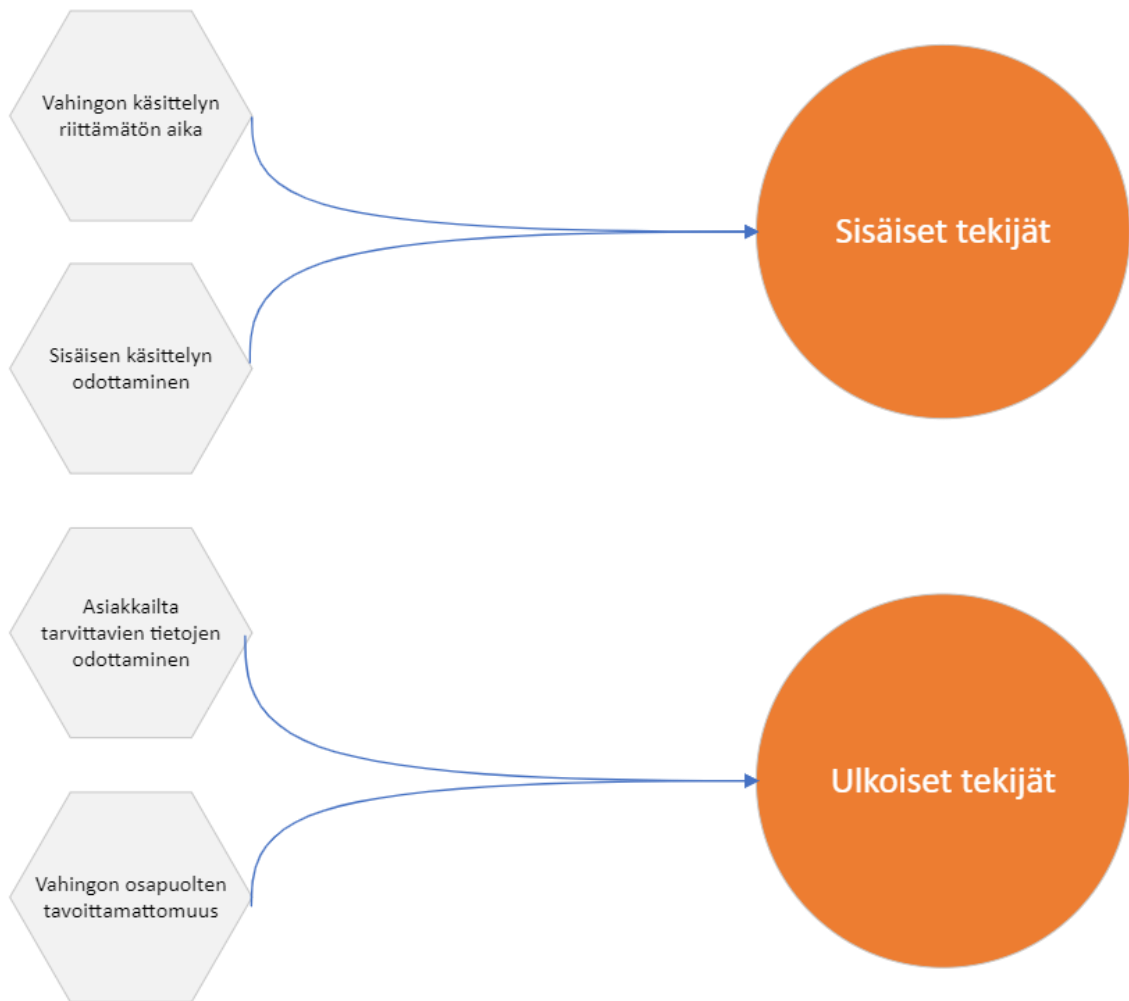 Vahingon käsittelyn
riittämätön aika
Sisäiset tekijät
Sisäisen käsittelyn
odottaminen
Asiakkailta
tarvittavien tietojen
odottaminen
Ulkoiset tekijät
Vahingon osapuolten
tavoittamattomuus